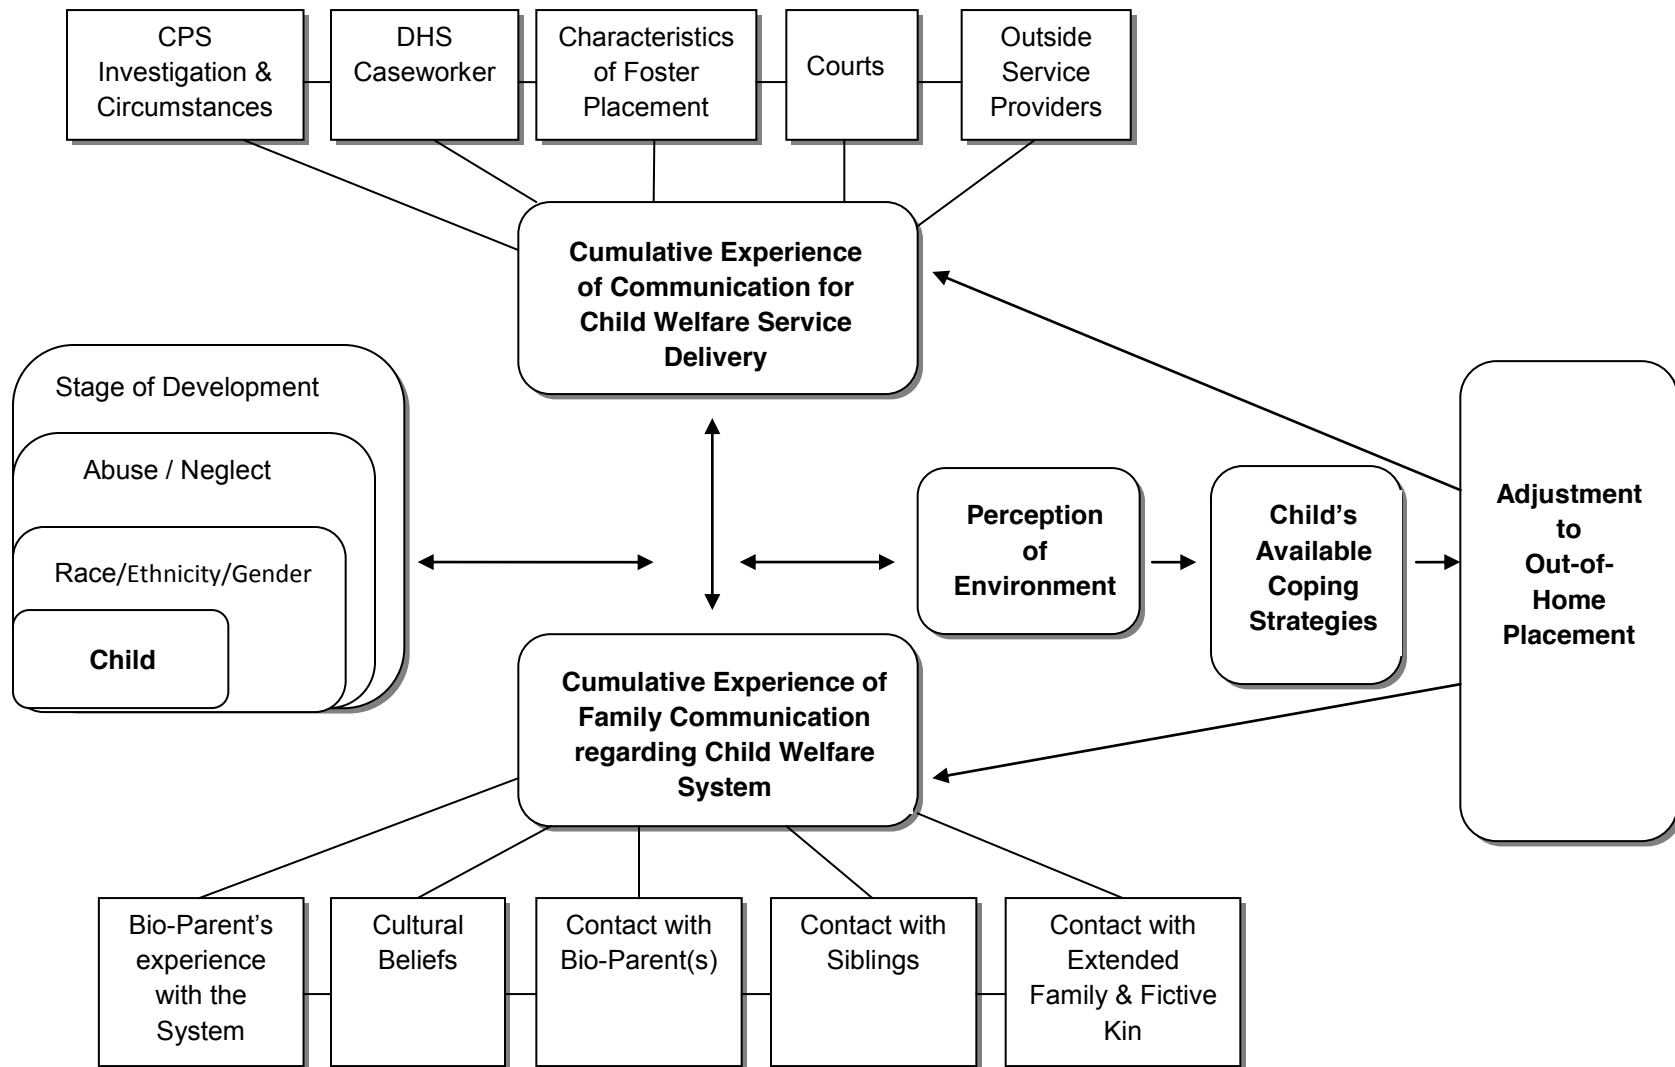 CPS
Investigation &
Circumstances
DHS
Caseworker
Characteristics
of Foster
Placement
Courts
Outside
Service
Providers
Cumulative Experience
of Communication for
Child Welfare Service
Delivery
Stage of Development
Abuse / Neglect
Race/Ethnicity/Gender
Child
Perception
of
Environment
Child’s
Available
Coping
Strategies
Adjustment
to
Out-of-
Home
Placement
Cumulative Experience of
Family Communication
regarding Child Welfare
System
Bio-Parent’s
experience
with the
System
Cultural
Beliefs
Contact with
Bio-Parent(s)
Contact with
Siblings
Contact with
Extended
Family & Fictive
Kin